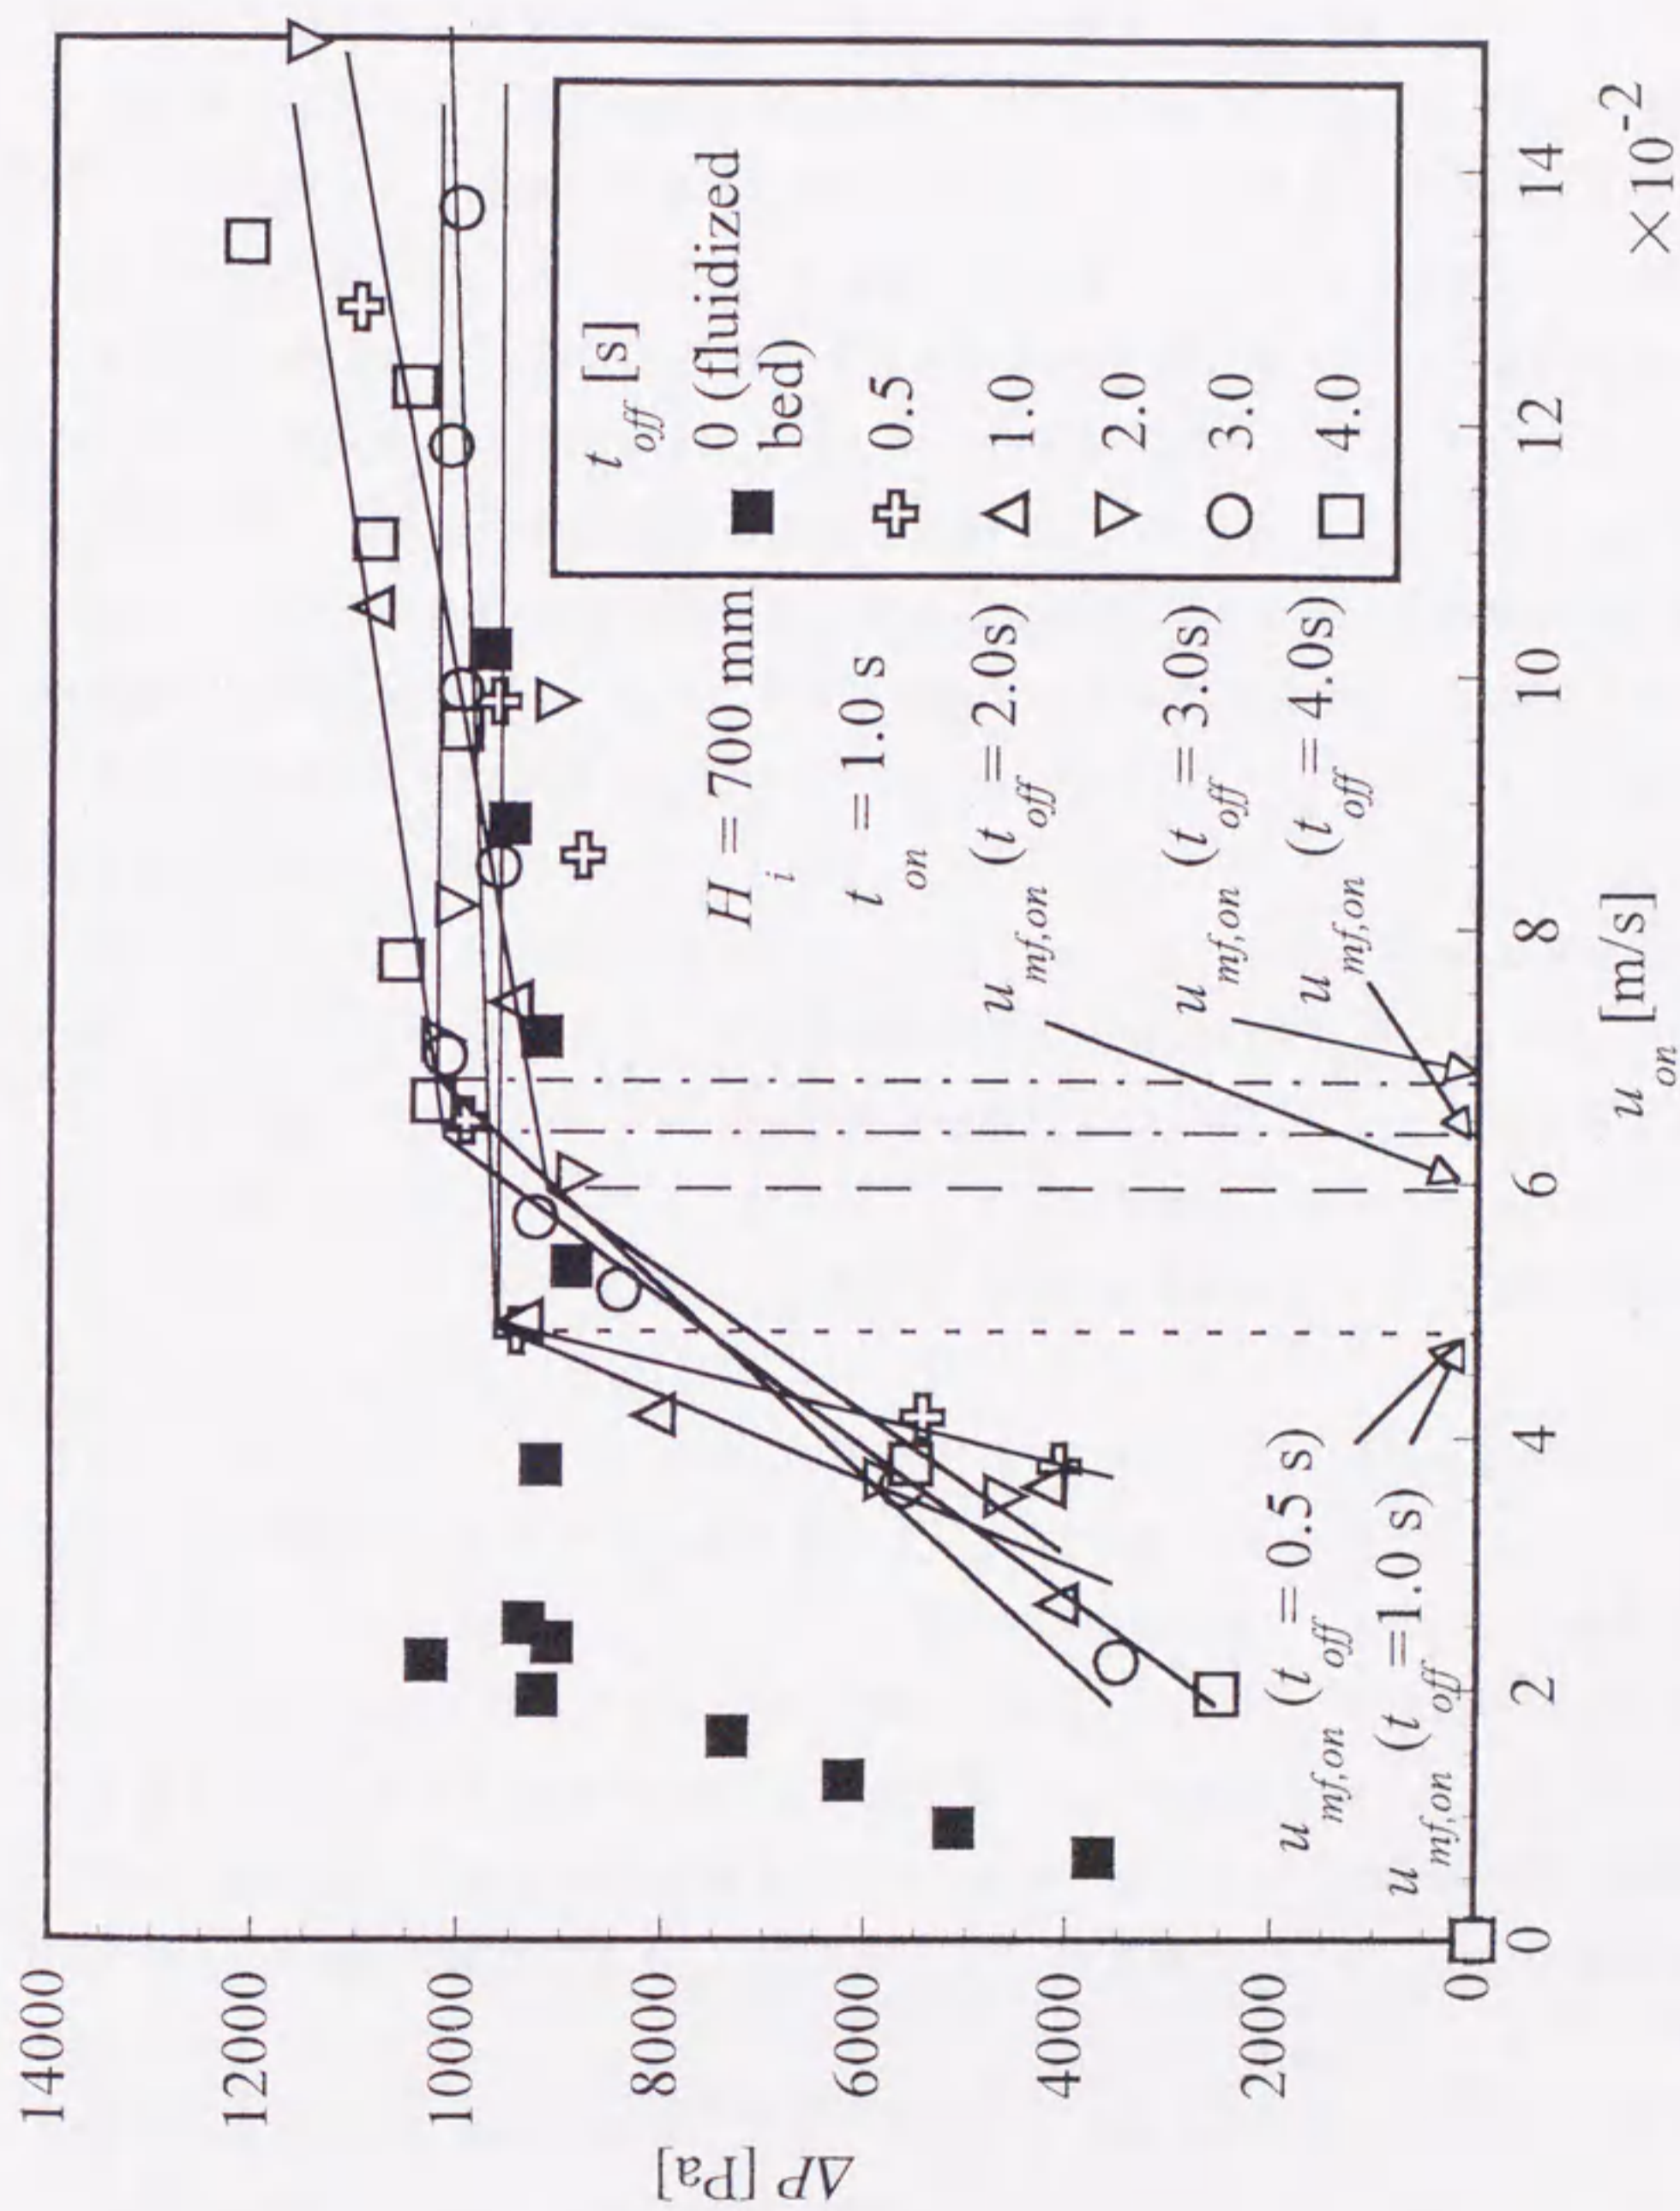 14000
12000
10000
8000
6000
4000
2000
0
ΔP [Pa]
0
2
4
6
8
10
12
14
×10⁻²
u_on [m/s]
t_off [s]
■ 0 (fluidized
bed)
0.5
△ 1.0
▽ 2.0
○ 3.0
□ 4.0
H_i = 700 mm
t_on = 1.0 s
u_mf,on (t_off = 2.0s)
u_mf,on (t_off = 3.0s)
u_mf,on (t_off = 4.0s)
u_mf,on (t_off = 0.5 s)
u_mf,on (t_off =1.0 s)